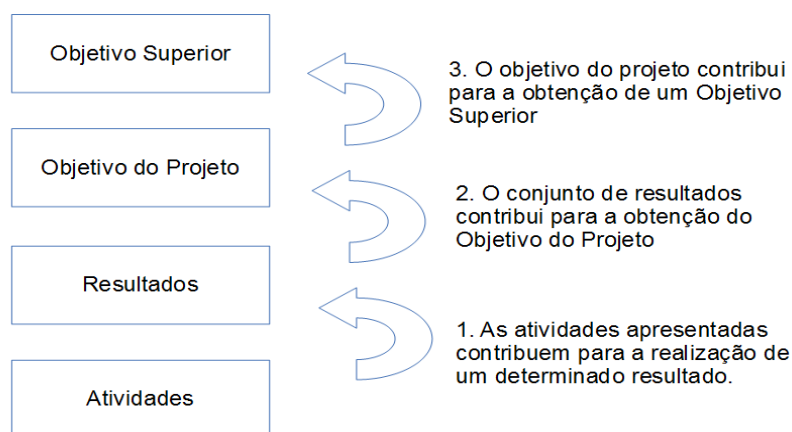 Objetivo Superior
3. O objetivo do projeto contribui
para a obtenção de um Objetivo
Superior
Objetivo do Projeto
2. O conjunto de resultados
contribui para a obtenção do
Objetivo do Projeto
Resultados
1. As atividades apresentadas
contribuem para a realização de
um determinado resultado.
Atividades